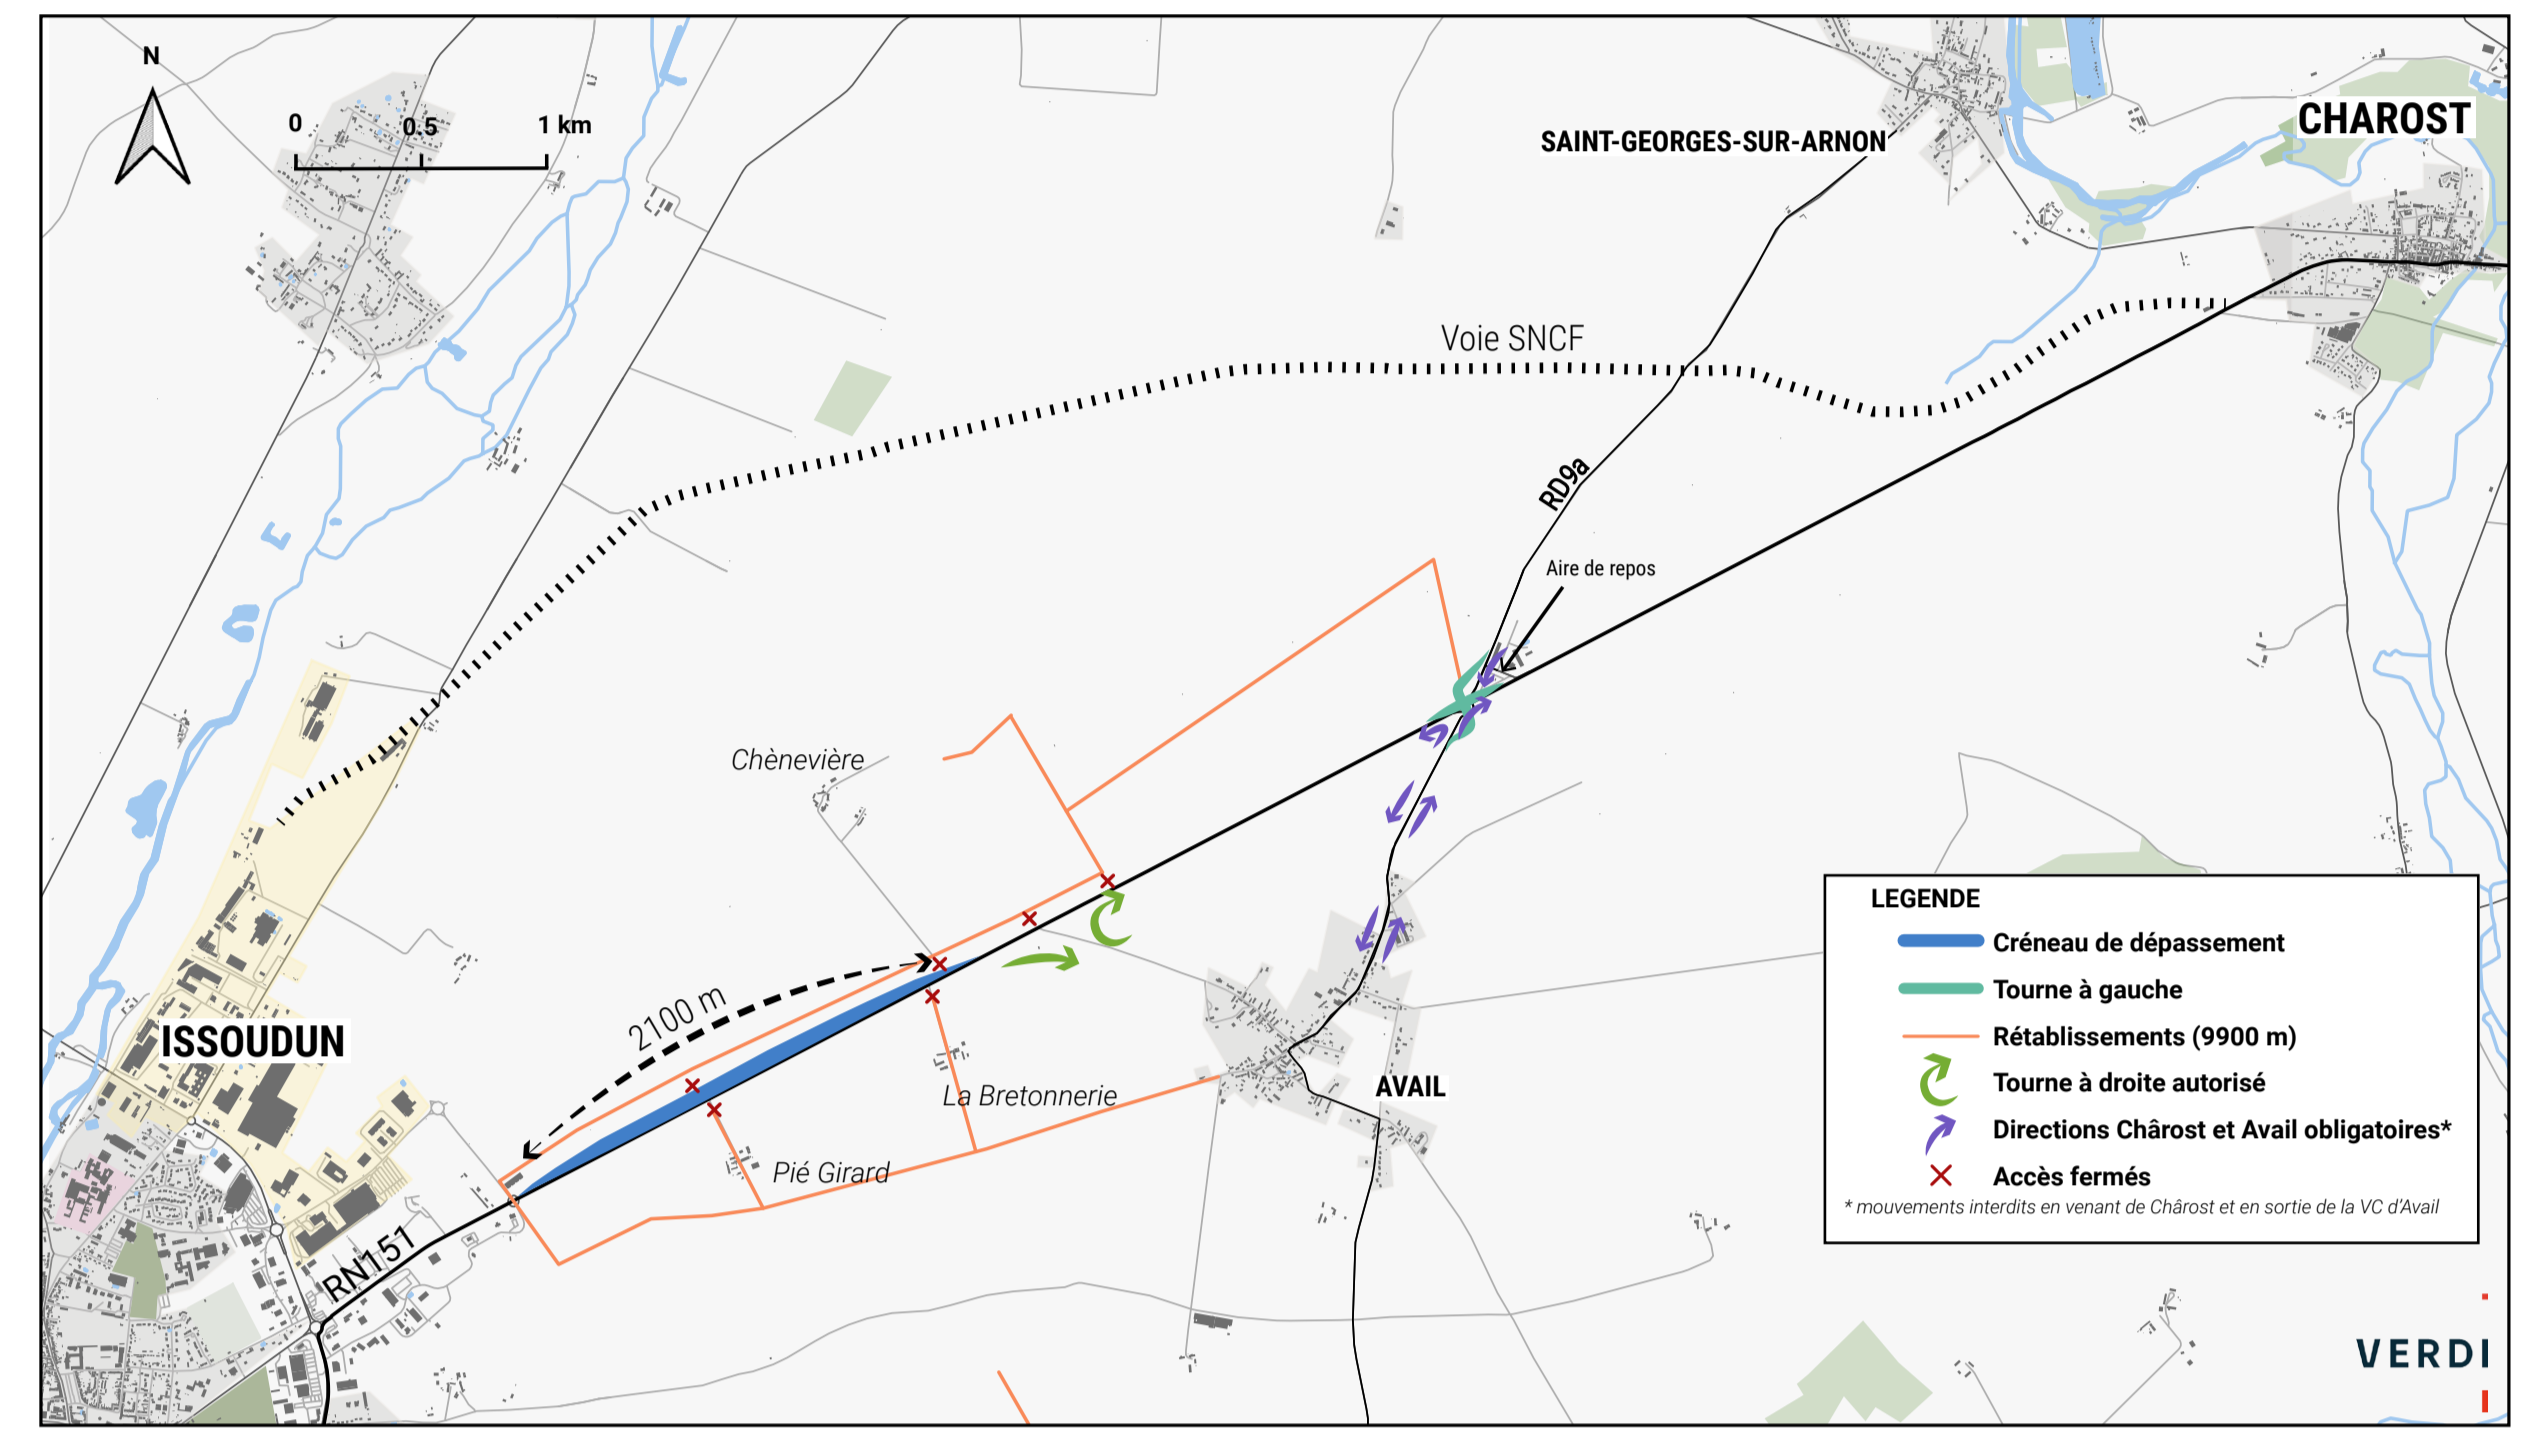 N
0 0.5 1 km
CHAROST
SAINT-GEORGES-SUR-ARNON
Voie SNCF
RD9a
Aire de repos
Chènevière
2100 m
ISSOUDUN
La Bretonnerie
AVAIL
Pié Girard
RN151
LEGENDE
Créneau de dépassement
Tourne à gauche
Rétablissements (9900 m)
Tourne à droite autorisé
Directions Chârost et Avail obligatoires*
Accès fermés
* mouvements interdits en venant de Chârost et en sortie de la VC d'Avail
VERDI